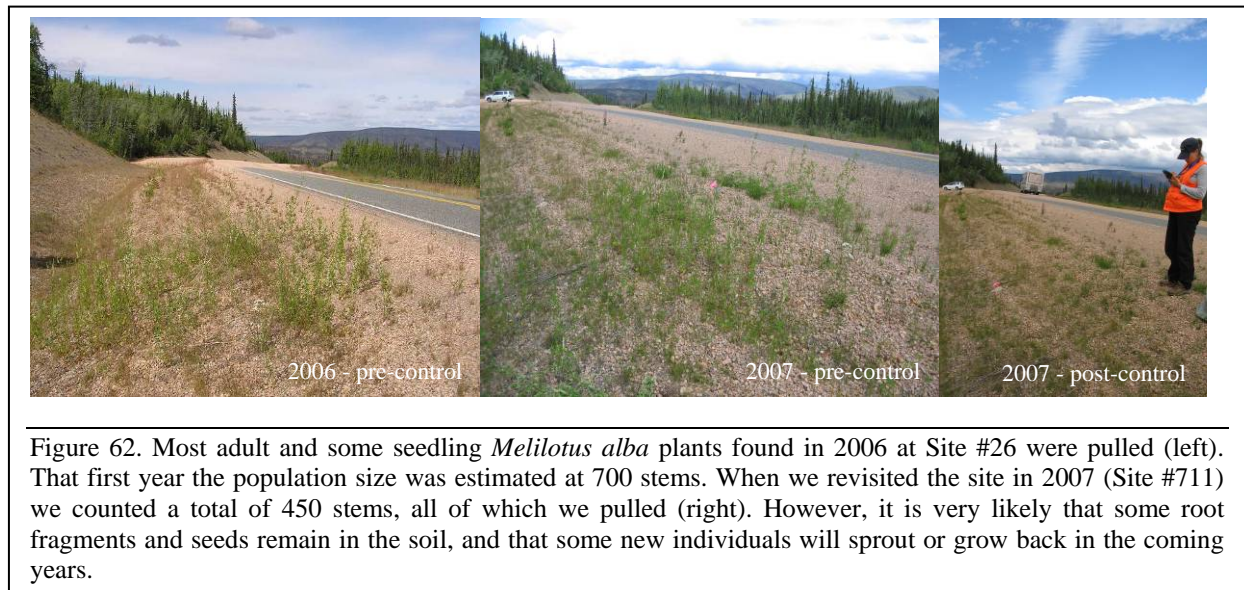 2006 - pre-control
2007 - pre-control
2007 - post-control
Figure 62. Most adult and some seedling Melilotus alba plants found in 2006 at Site #26 were pulled (left).
That first year the population size was estimated at 700 stems. When we revisited the site in 2007 (Site #711)
we counted a total of 450 stems, all of which we pulled (right). However, it is very likely that some root
fragments and seeds remain in the soil, and that some new individuals will sprout or grow back in the coming
years.